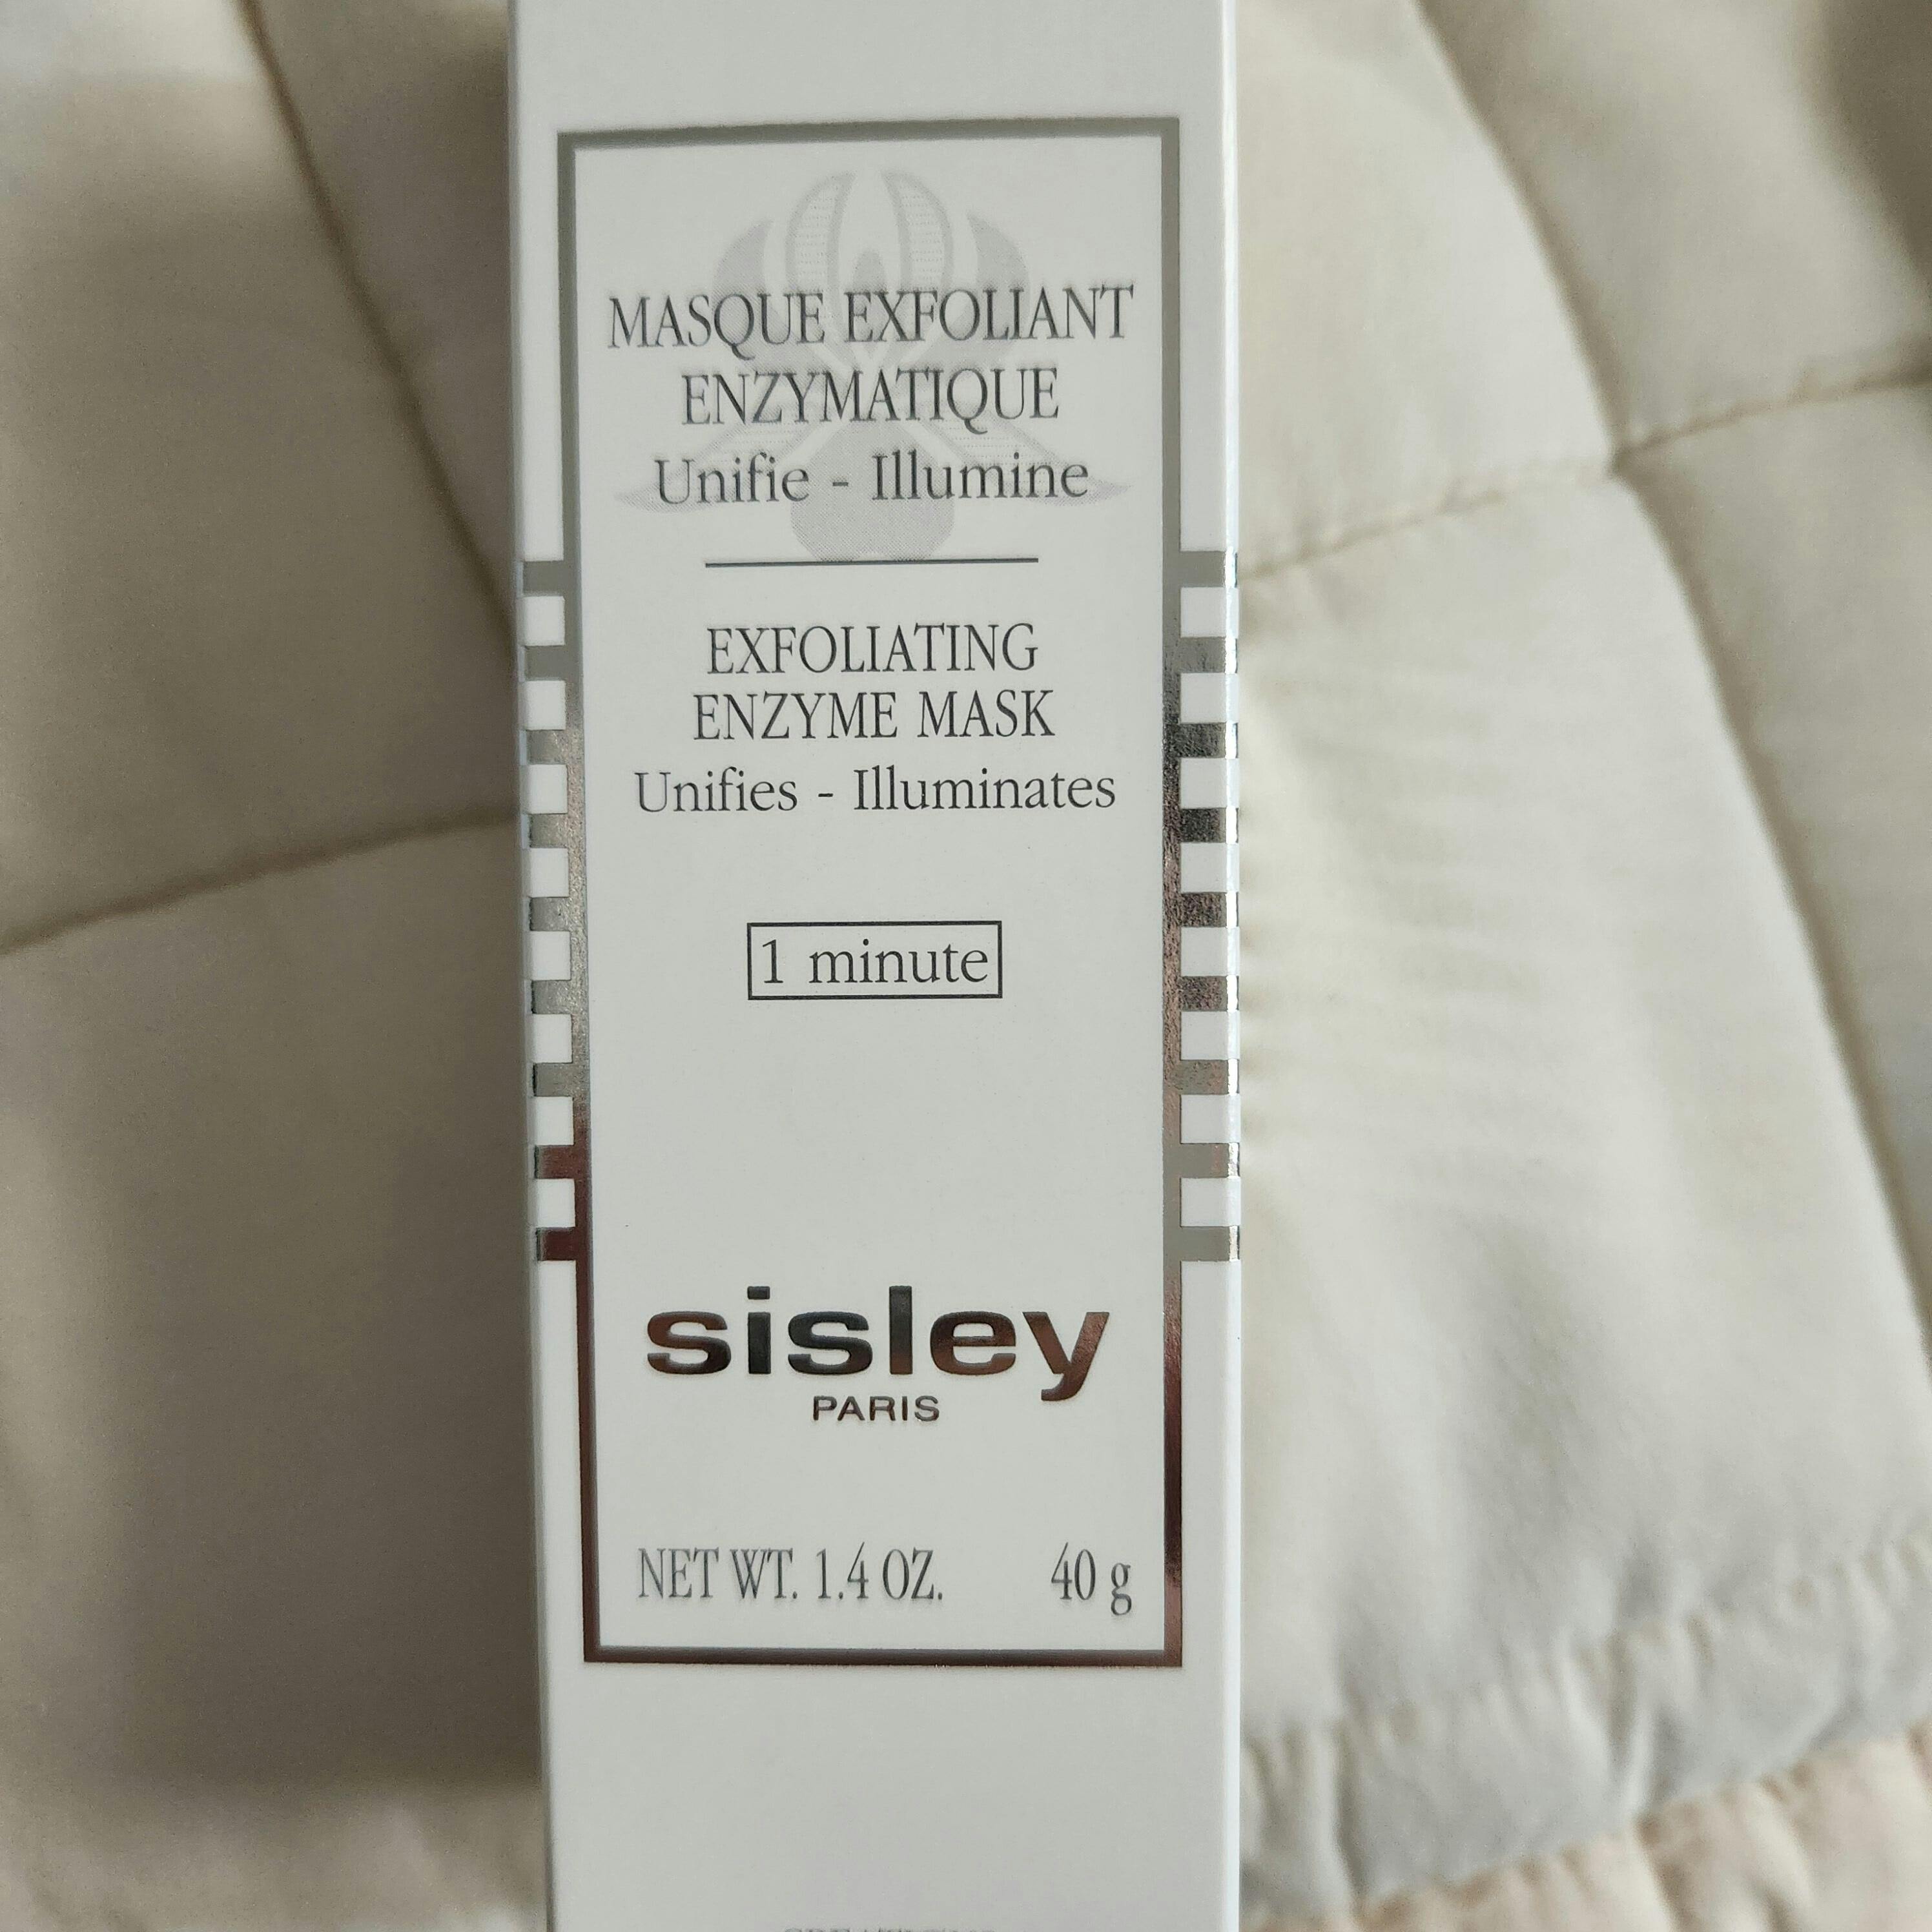 MASQUE EXFOLIANT
ENZYMATIQUE
Unifie - Illumine
EXFOLIATING
ENZYME MASK
Unifies - Illuminates
1 minute
sisley
PARIS
NET WT. 1.4 OZ. 40 g